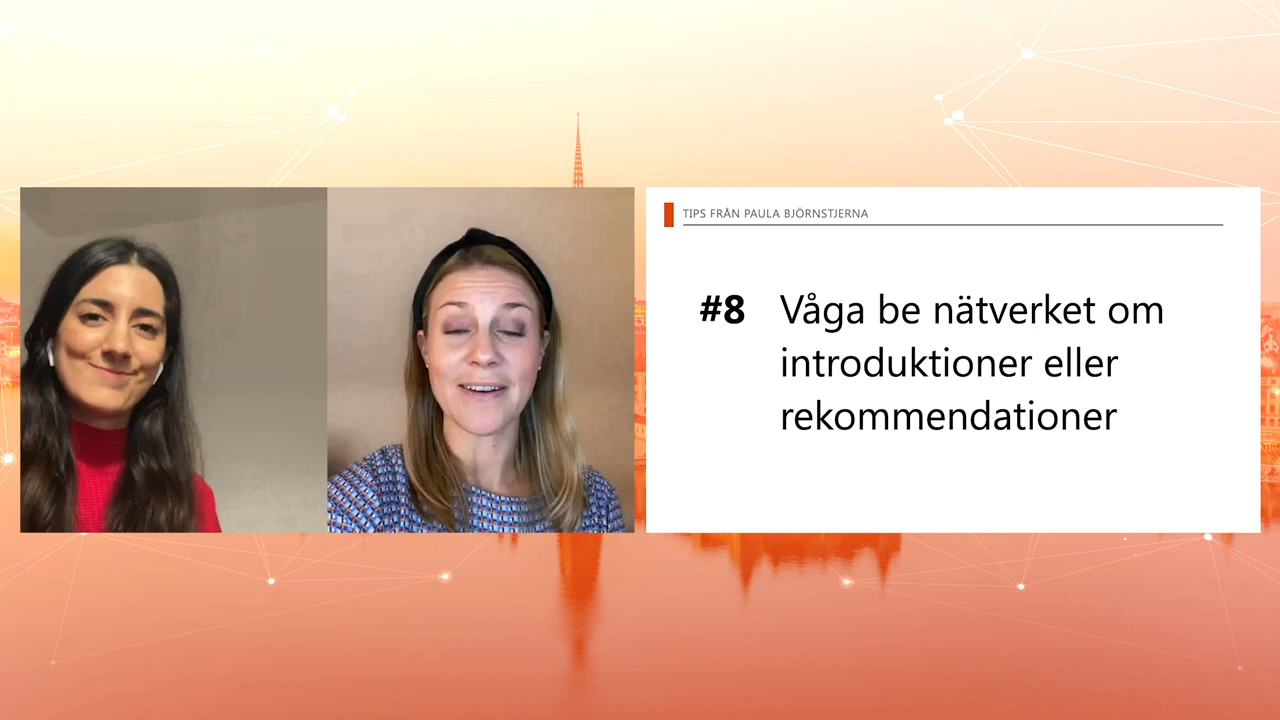 TIPS FRÅN PAULA BJÖRNSTJERNA
#8 Våga be nätverket om
introduktioner eller
rekommendationer